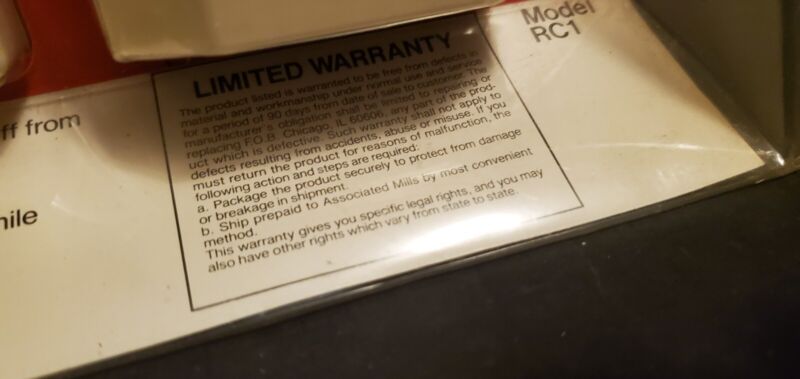 Model
RC1
ff from
hile
LIMITED WARRANTY
The product listed is warranted to be free from defects in
material and workmanship under normal use and service
for a period of 90 days from date of sale to customer. The
manufacturer's obligation shall be limited to repairing or
replacing F.O.B. Chicago, IL 60606, any part of the prod-
uct which is defective. Such warranty shall not apply to
defects resulting from accidents, abuse or misuse. If you
must return the product for reasons of malfunction, the
following action and steps are required:
a. Package the product securely to protect from damage
or breakage in shipment.
b. Ship prepaid to Associated Mills by most convenient
method.
This warranty gives you specific legal rights, and you may
also have other rights which vary from state to state.